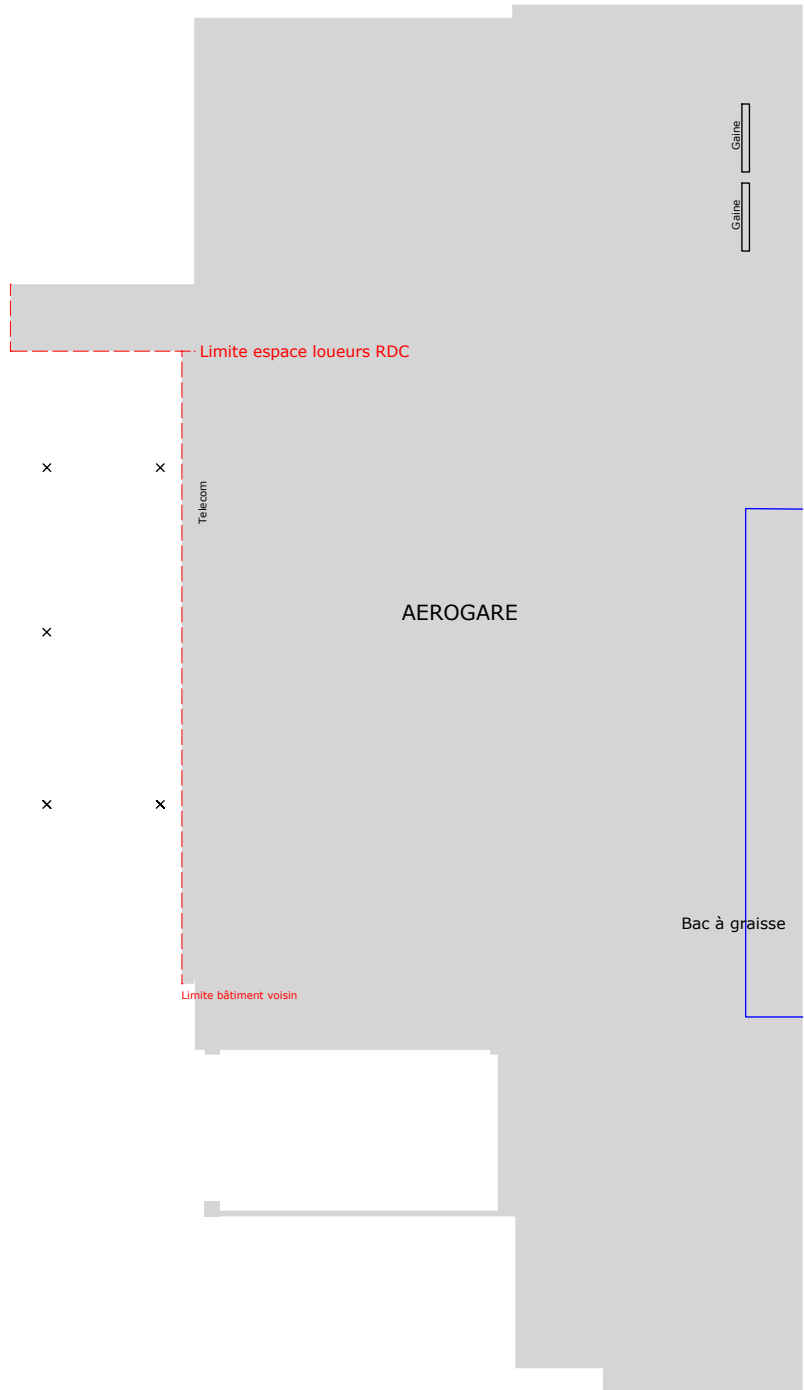 Gaine
Gaine
Limite espace loueurs RDC
Telecom
AEROGARE
Bac à graisse
Limite bâtiment voisin